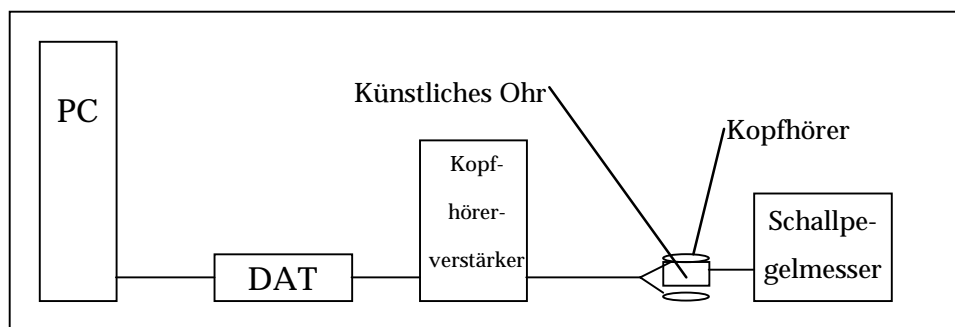 PC
DAT
Kopf-
hörer-
verstärker
Künstliches Ohr
Kopfhörer
Schallpe-
gelmesser